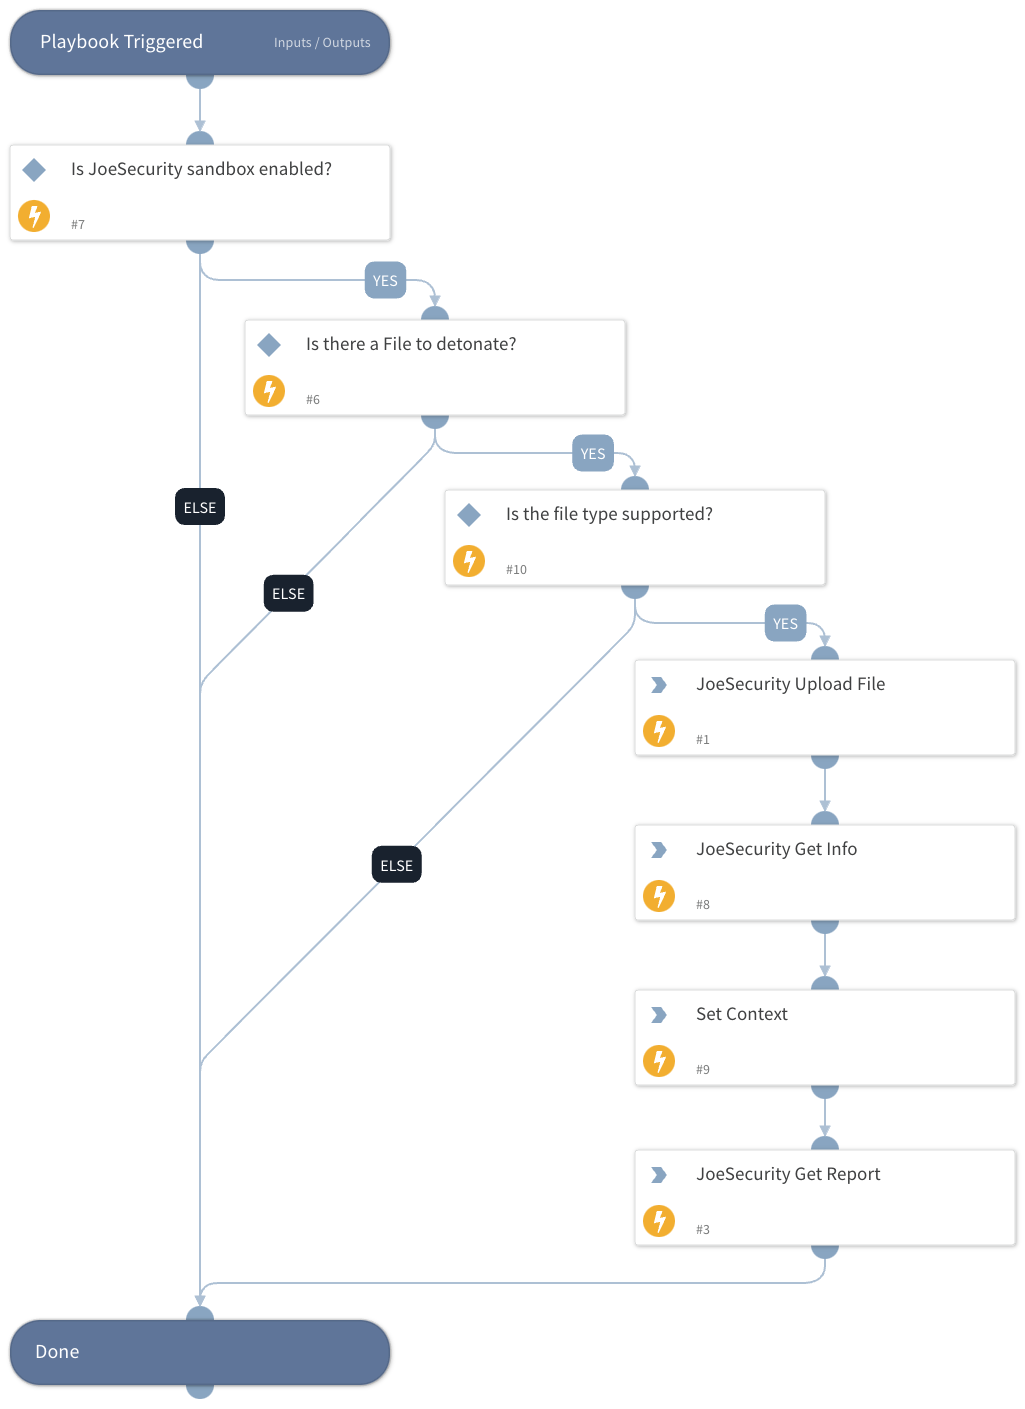 Playbook Triggered
Inputs / Outputs
Is JoeSecurity sandbox enabled?
#7
YES
Is there a File to detonate?
#6
YES
ELSE
Is the file type supported?
#10
ELSE
YES
JoeSecurity Upload File
#1
JoeSecurity Get Info
ELSE
#8
Set Context
#9
JoeSecurity Get Report
#3
Done